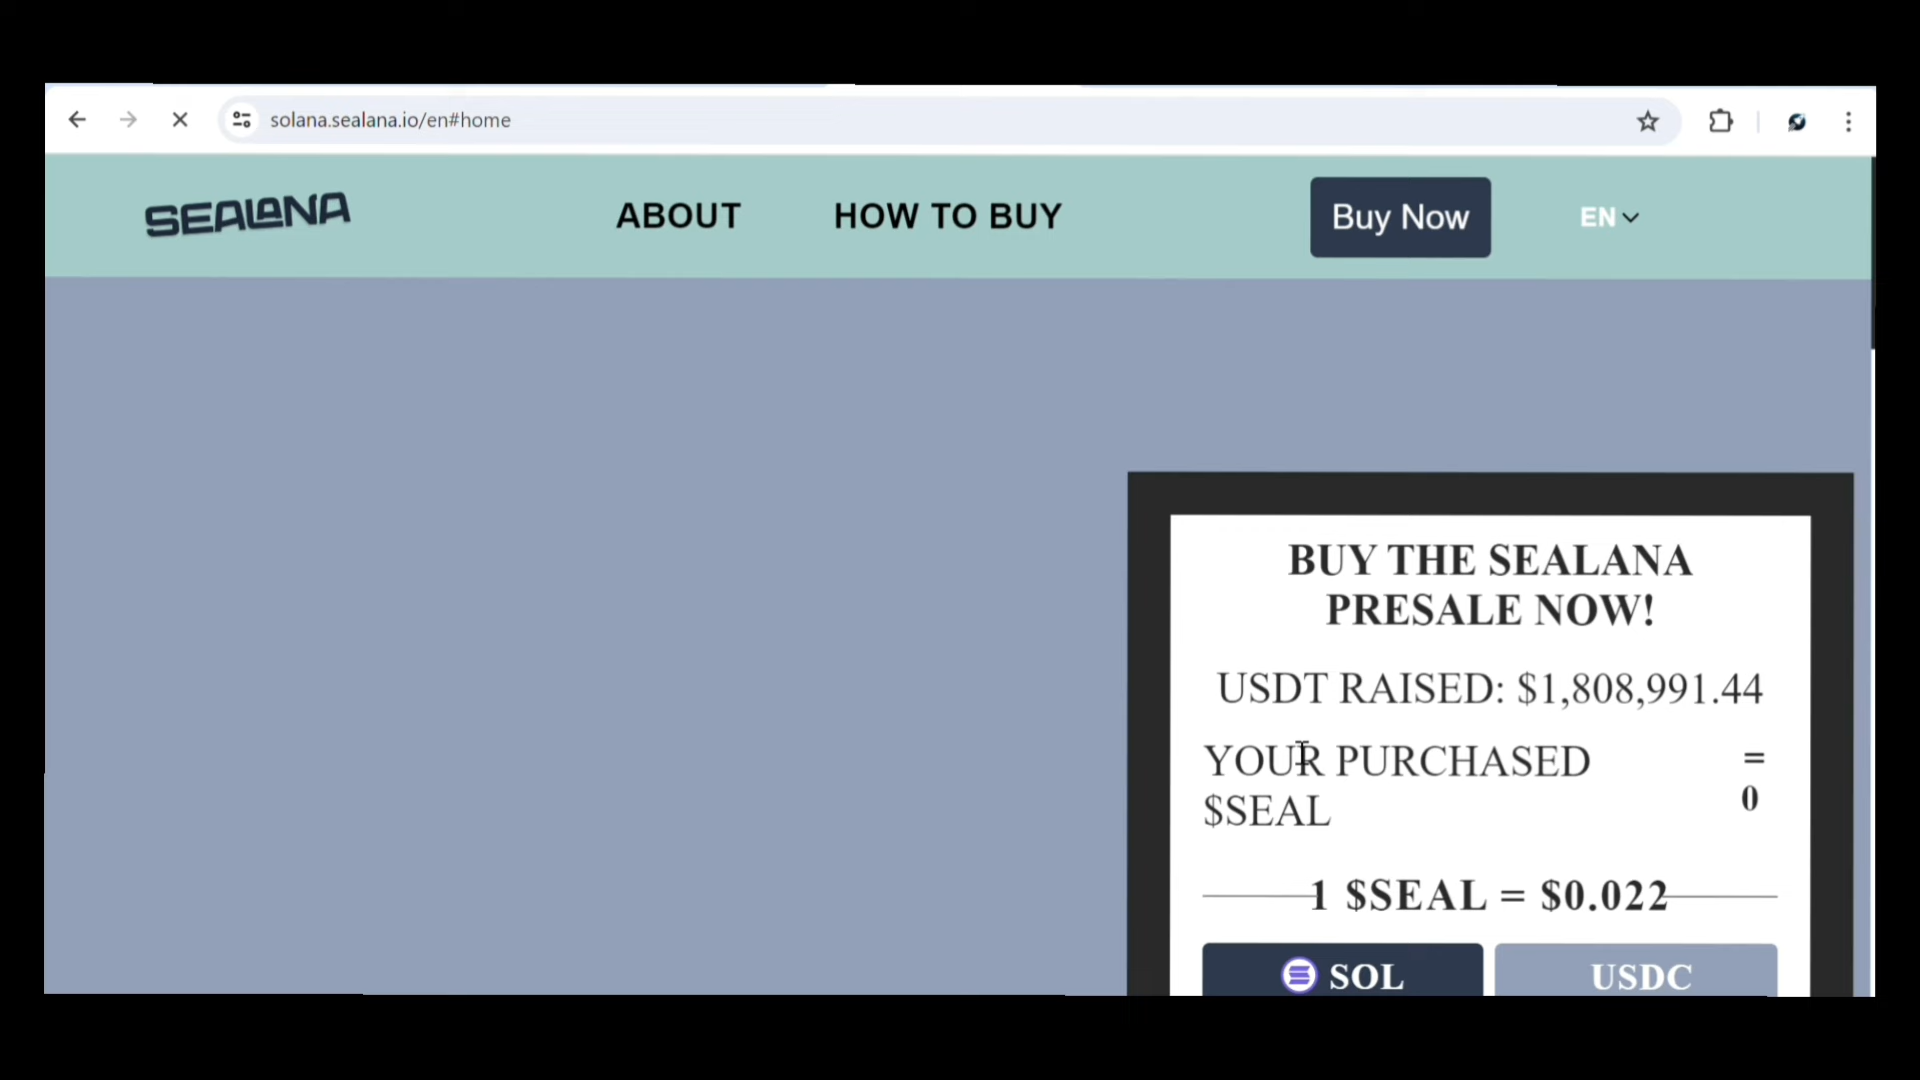 solana.sealana.io/en#home
SEALANA
ABOUT
HOW TO BUY
Buy Now
EN
BUY THE SEALANA
PRESALE NOW!
USDT RAISED: $1,808,991.44
YOUR PURCHASED
$SEAL
=
0
1 $SEAL = $0.022
SOL
USDC